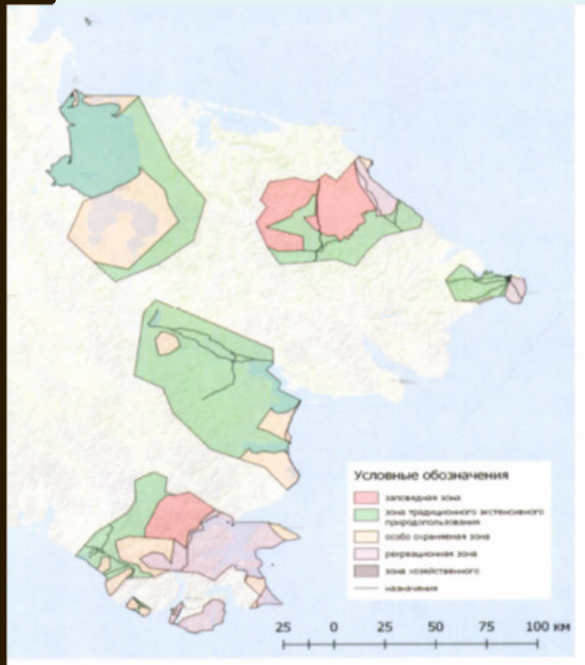 Условные обозначения
заповедная зона
зона традиционного экстенсивного
природопользования
особо охраняемая зона
рекреационная зона
зона хозяйственного
назначения
25 0 25 50 75 100 км